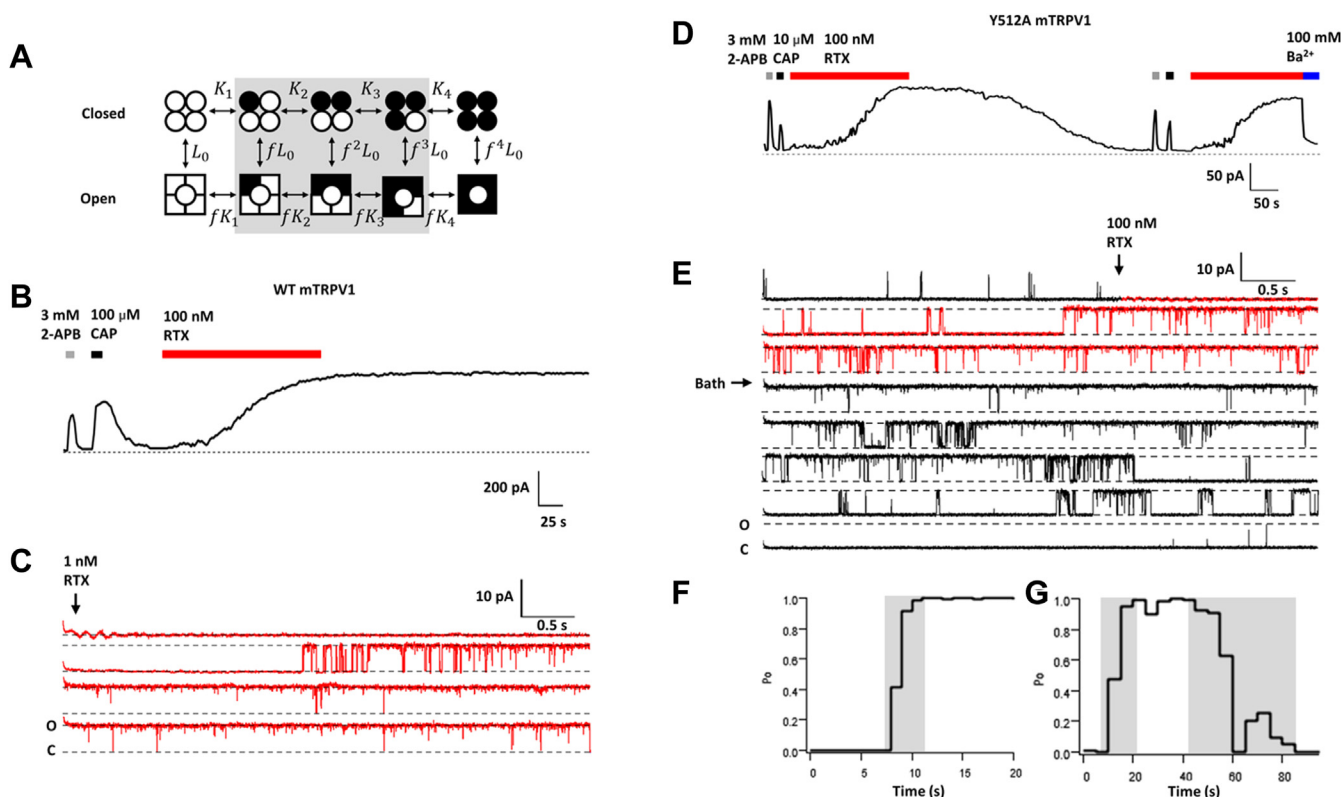 A
K₁ K₂ K₃ K₄
Closed
L₀ fL₀ f²L₀ f³L₀ f⁴L₀
Open
fK₁ fK₂ fK₃ fK₄
B
WT mTRPV1
3 mM 100 μM 100 nM
2-APB CAP RTX
200 pA
25 s
C
1 nM
RTX
10 pA
0.5 s
O
C
D
Y512A mTRPV1
3 mM 10 μM 100 nM
2-APB CAP RTX
100 mM
Ba²⁺
50 pA
50 s
E
100 nM
RTX
10 pA
0.5 s
Bath
O
C
F
1.0
0.8
0.6
0.4
0.2
0.0
Po
0 5 10 15 20
Time (s)
G
1.0
0.8
0.6
0.4
0.2
0.0
Po
0 20 40 60 80
Time (s)